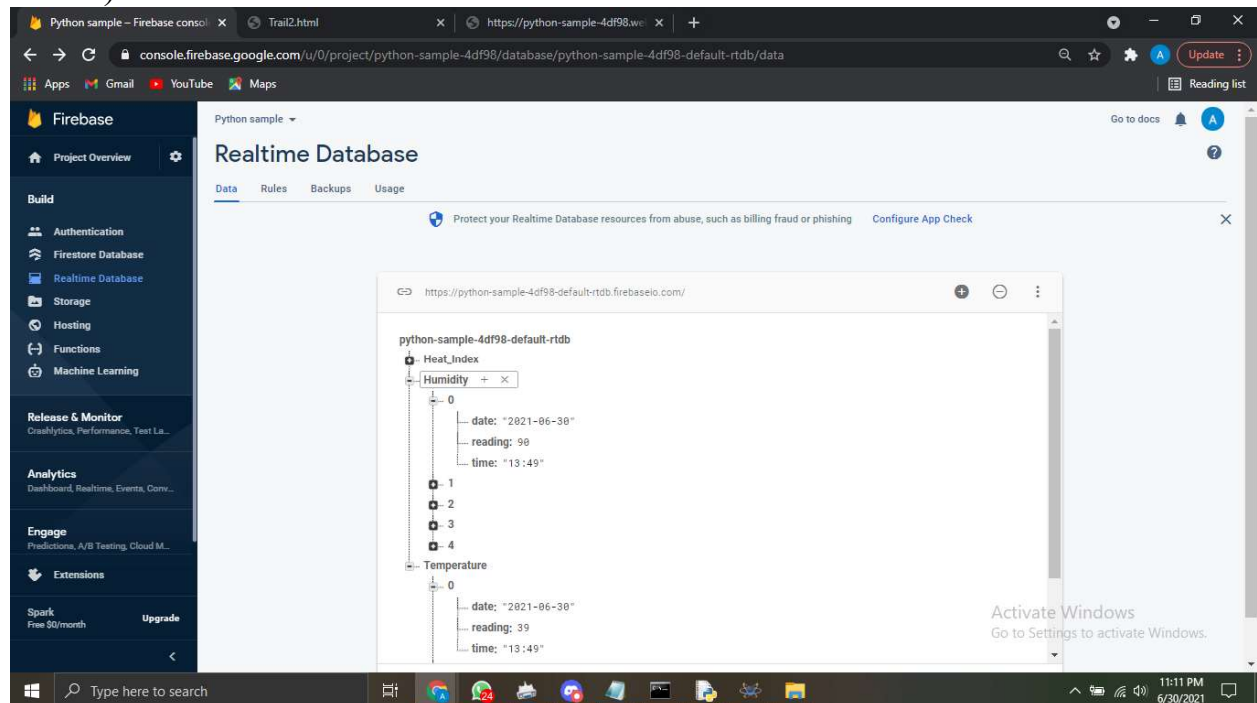 Python sample – Firebase conso
Trail2.html
https://python-sample-4df98.we
console.firebase.google.com/u/0/project/python-sample-4df98/database/python-sample-4df98-default-rtdb/data
Update
Apps
Gmail
YouTube
Maps
Reading list
Firebase
Python sample
Go to docs
A
Project Overview
Realtime Database
Data
Rules
Backups
Usage
Build
Protect your Realtime Database resources from abuse, such as billing fraud or phishing
Configure App Check
Authentication
Firestore Database
Realtime Database
Storage
Hosting
Functions
Machine Learning
https://python-sample-4df98-default-rtdb.firebaseio.com/
python-sample-4df98-default-rtdb
Heat_Index
Humidity + ×
0
date: "2021-06-30"
reading: 90
time: "13:49"
1
2
3
4
Temperature
0
date: "2021-06-30"
reading: 39
time: "13:49"
Release & Monitor
Crashlytics, Performance, Test La...
Analytics
Dashboard, Realtime, Events, Conv...
Engage
Predictions, A/B Testing, Cloud M...
Extensions
Spark
Free $0/month
Upgrade
Activate Windows
Go to Settings to activate Windows.
Type here to search
24
11:11 PM
6/30/2021